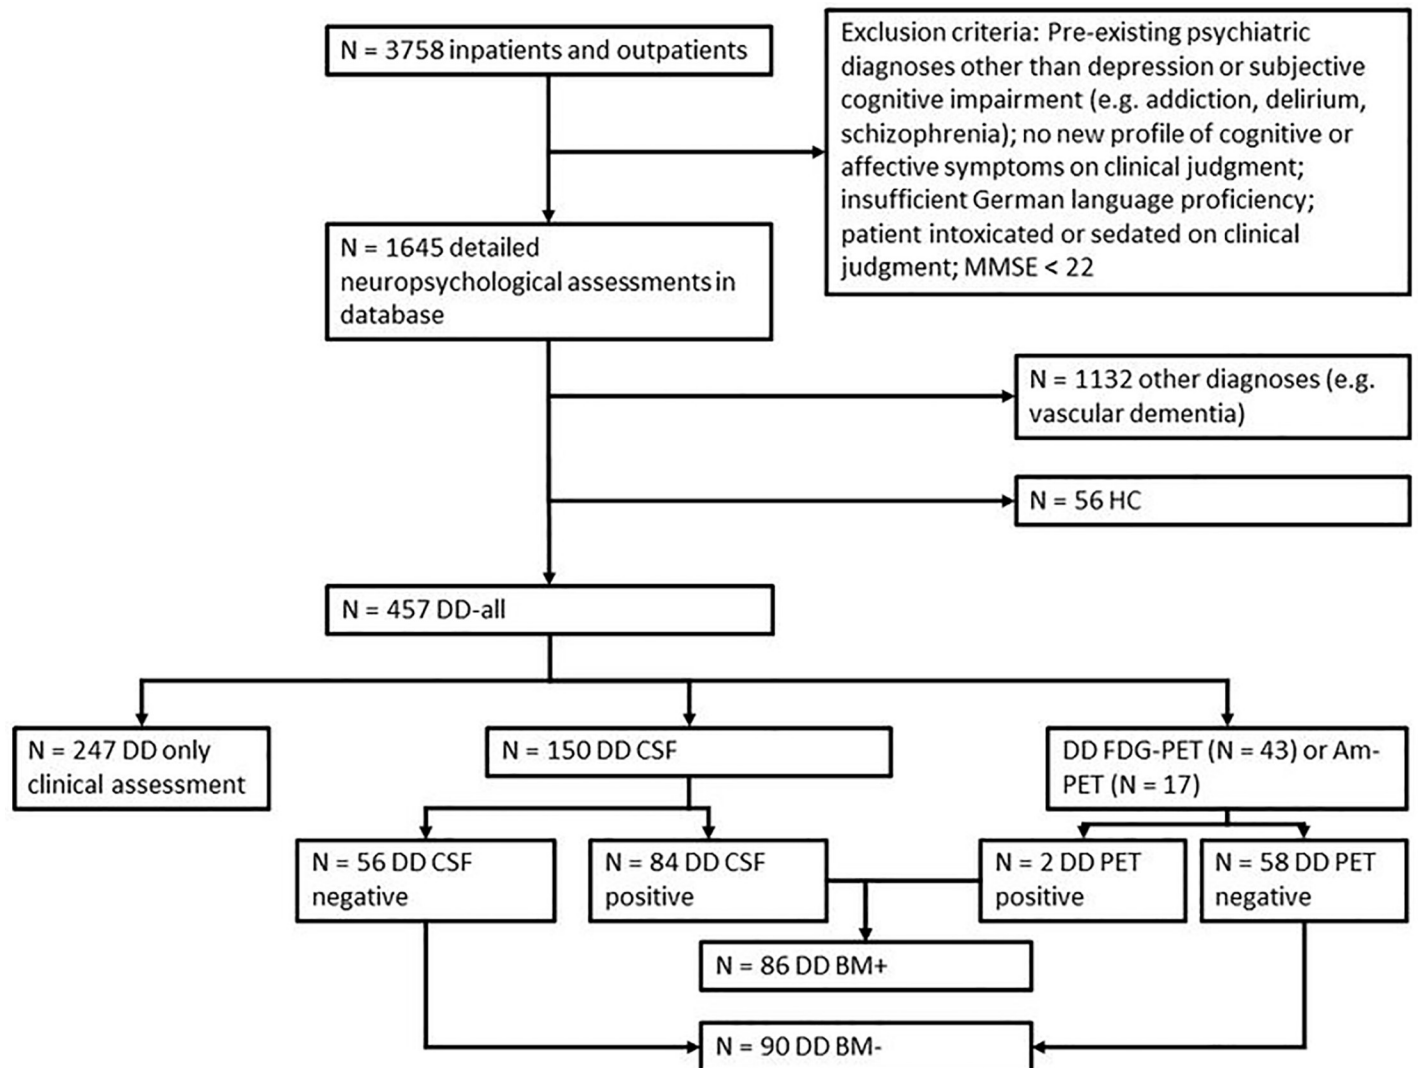 N = 3758 inpatients and outpatients
Exclusion criteria: Pre-existing psychiatric
diagnoses other than depression or subjective
cognitive impairment (e.g. addiction, delirium,
schizophrenia); no new profile of cognitive or
affective symptoms on clinical judgment;
insufficient German language proficiency;
patient intoxicated or sedated on clinical
judgment; MMSE < 22
N = 1645 detailed
neuropsychological assessments in
database
N = 1132 other diagnoses (e.g.
vascular dementia)
N = 56 HC
N = 457 DD-all
N = 247 DD only
clinical assessment
N = 150 DD CSF
DD FDG-PET (N = 43) or Am-
PET (N = 17)
N = 56 DD CSF
negative
N = 84 DD CSF
positive
N = 2 DD PET
positive
N = 58 DD PET
negative
N = 86 DD BM+
N = 90 DD BM-